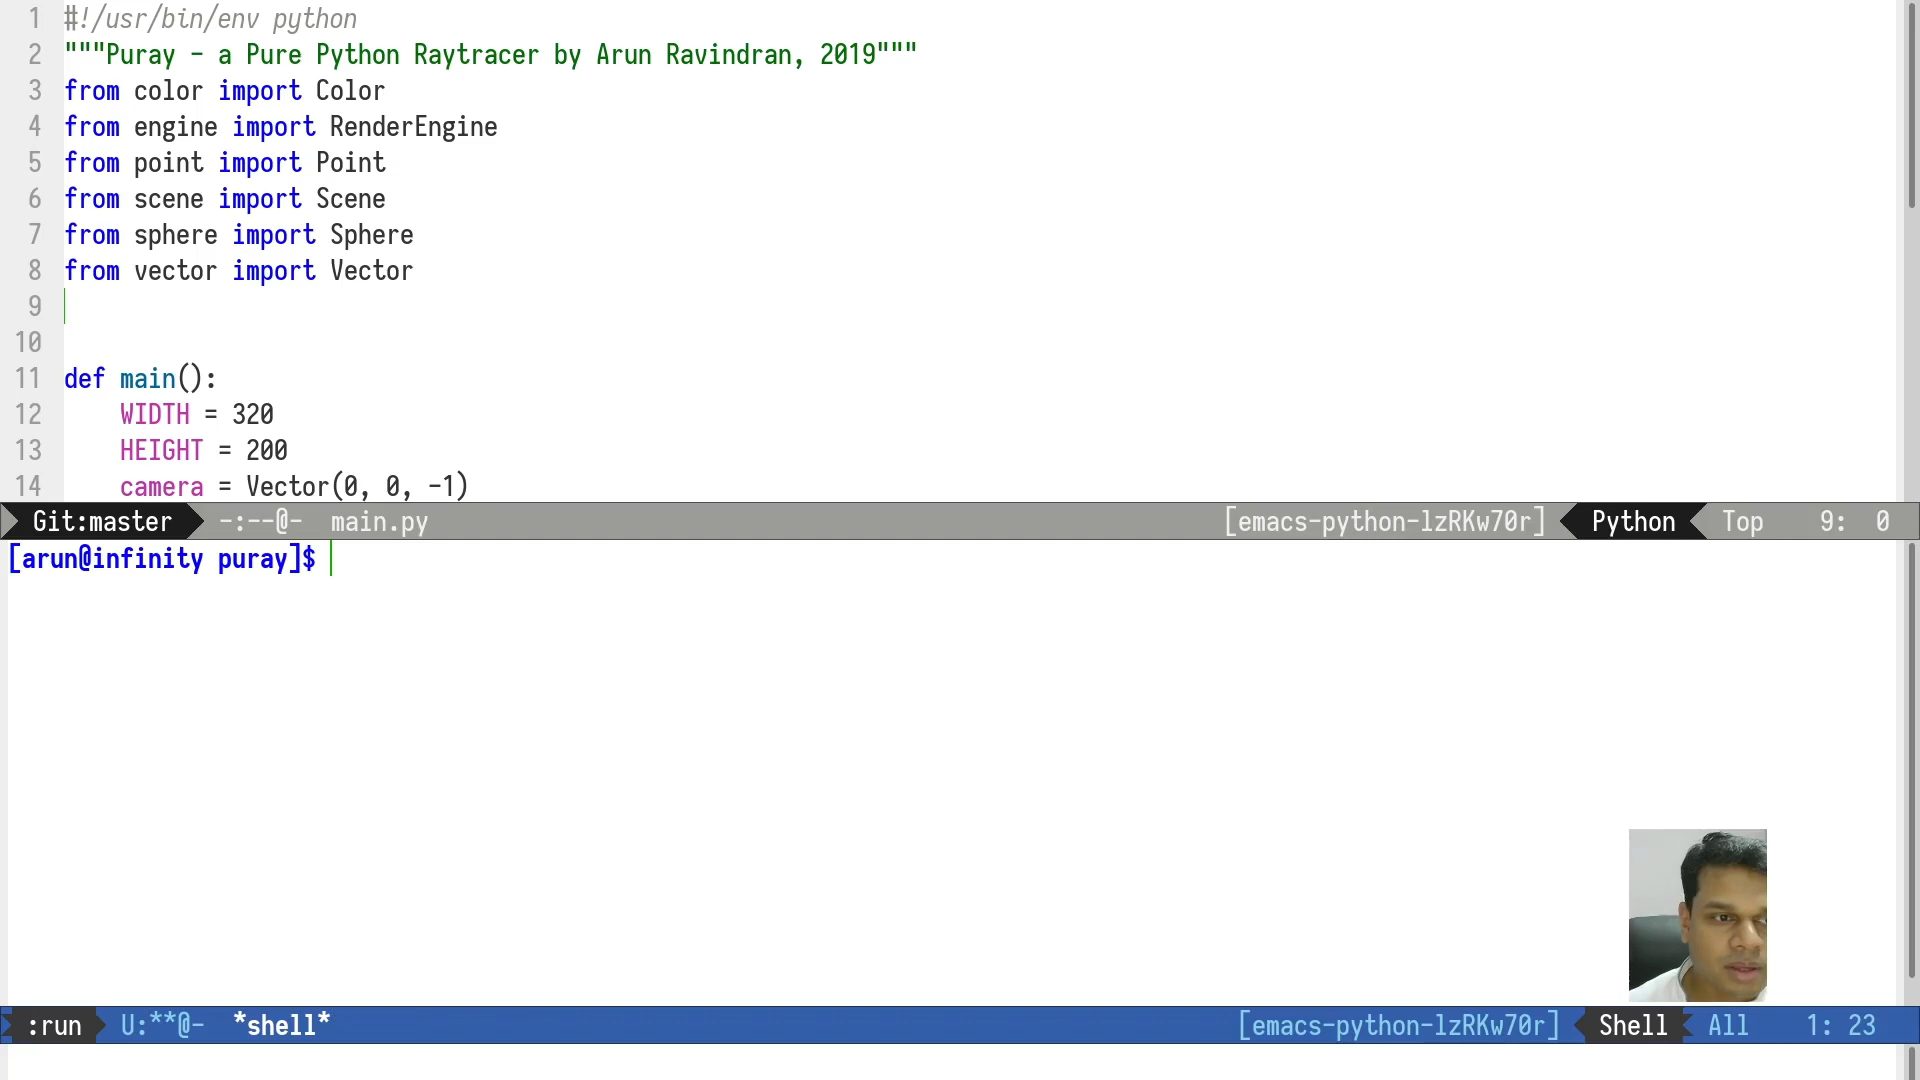 1 #!/usr/bin/env python
2 """Puray – a Pure Python Raytracer by Arun Ravindran, 2019"""
3 from color import Color
4 from engine import RenderEngine
5 from point import Point
6 from scene import Scene
7 from sphere import Sphere
8 from vector import Vector
9
10
11 def main():
12     WIDTH = 320
13     HEIGHT = 200
14     camera = Vector(0, 0, -1)
Git:master -:--@- main.py [emacs-python-lzRKw70r] Python Top 9: 0
[arun@infinity puray]$
:run U:**@- *shell* [emacs-python-lzRKw70r] Shell All 1: 23